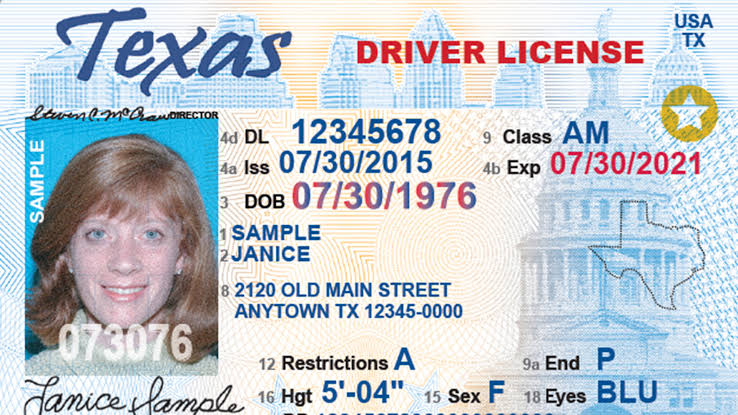 Texas
DRIVER LICENSE
USA
TX
Steven C. McCraw DIRECTOR
SAMPLE
4d DL 12345678
9 Class AM
4a Iss 07/30/2015
4b Exp 07/30/2021
3 DOB 07/30/1976
1 SAMPLE
2 JANICE
8 2120 OLD MAIN STREET
ANYTOWN TX 12345-0000
073076
12 Restrictions A
9a End P
16 Hgt 5'-04"
15 Sex F
18 Eyes BLU
Janice Sample